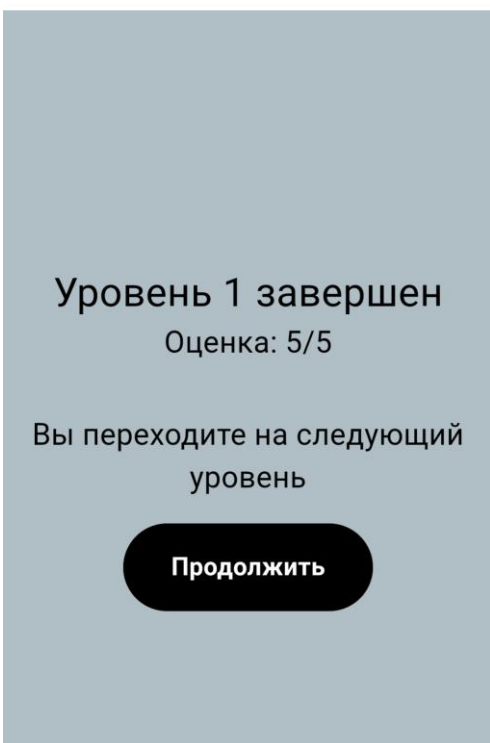 Уровень 1 завершен
Оценка: 5/5
Вы переходите на следующий
уровень
Продолжить